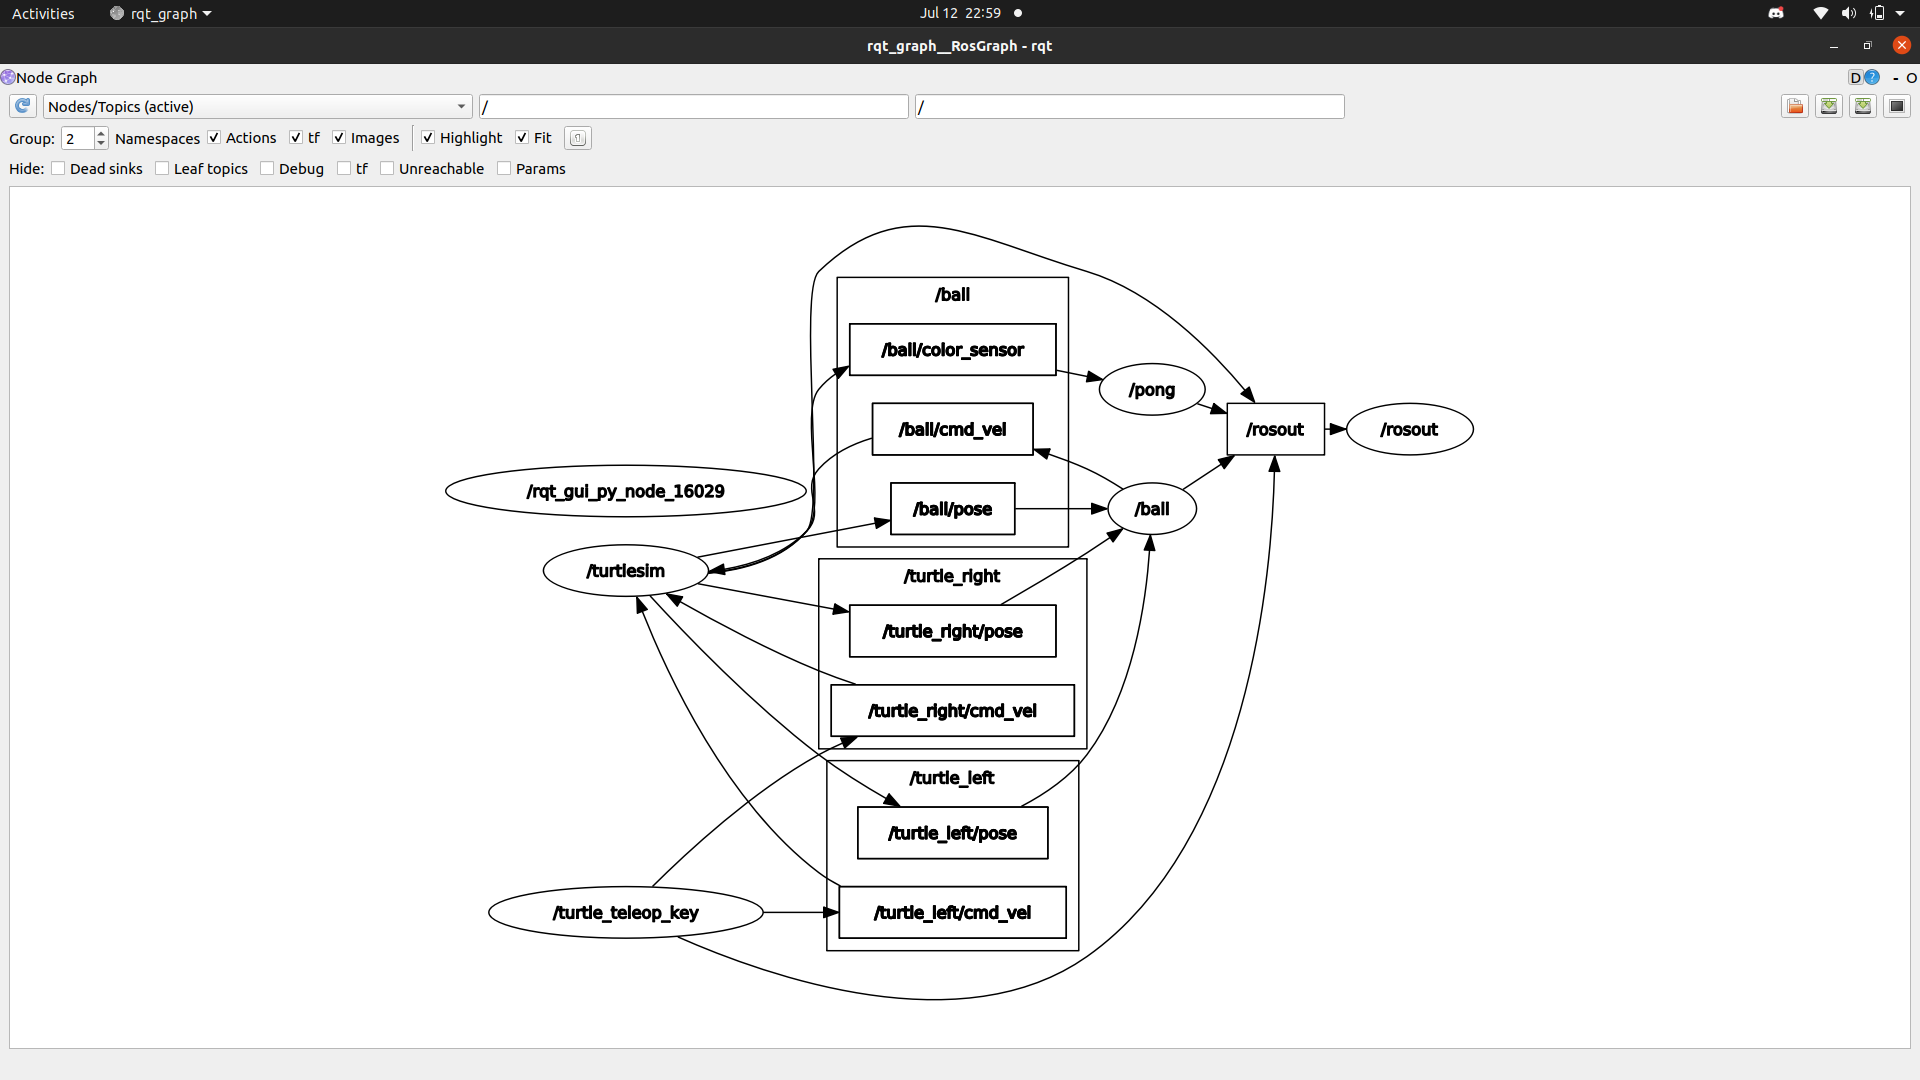 Activities rqt_graph Jul 12 22:59
rqt_graph__RosGraph - rqt
Node Graph D ? - O
Nodes/Topics (active) / /
Group: 2 Namespaces Actions tf Images Highlight Fit
Hide: Dead sinks Leaf topics Debug tf Unreachable Params
/ball
/ball/color_sensor
/pong
/ball/cmd_vel
/rosout
/rosout
/rqt_gui_py_node_16029
/ball/pose
/ball
/turtlesim
/turtle_right
/turtle_right/pose
/turtle_right/cmd_vel
/turtle_left
/turtle_left/pose
/turtle_teleop_key
/turtle_left/cmd_vel